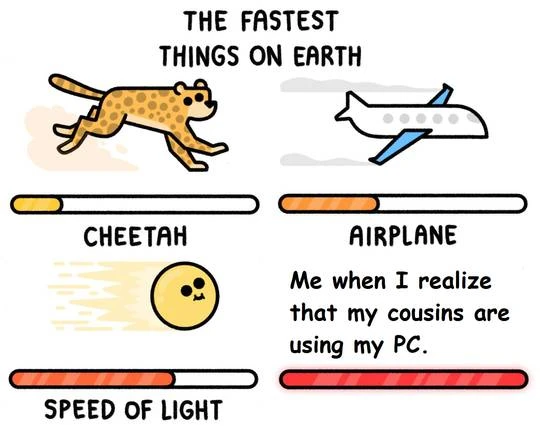 THE FASTEST
THINGS ON EARTH
CHEETAH
AIRPLANE
Me when I realize
that my cousins are
using my PC.
SPEED OF LIGHT